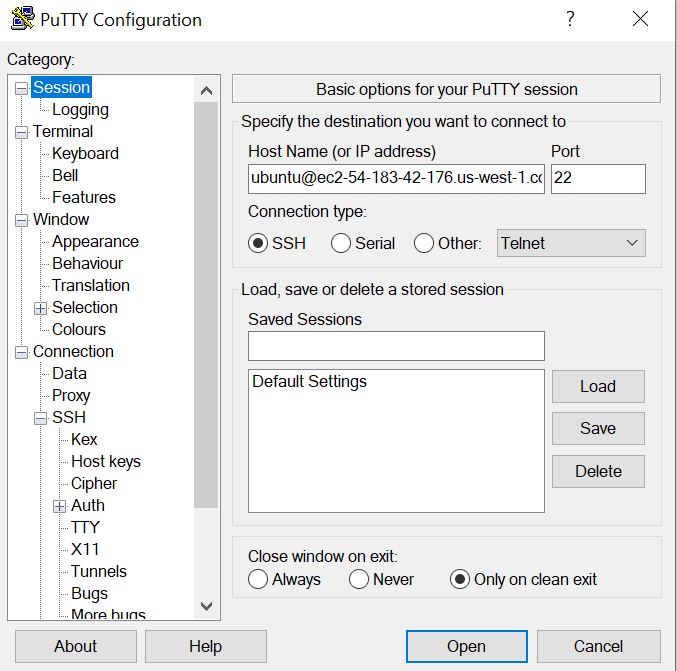 PuTTY Configuration
?
Category:
Session
Logging
Terminal
Keyboard
Bell
Features
Window
Appearance
Behaviour
Translation
Selection
Colours
Connection
Data
Proxy
SSH
Kex
Host keys
Cipher
Auth
TTY
X11
Tunnels
Bugs
More bugs
Basic options for your PuTTY session
Specify the destination you want to connect to
Host Name (or IP address) Port
ubuntu@ec2-54-183-42-176.us-west-1.co 22
Connection type:
SSH Serial Other: Telnet
Load, save or delete a stored session
Saved Sessions
Default Settings
Load
Save
Delete
Close window on exit:
Always Never Only on clean exit
About Help Open Cancel